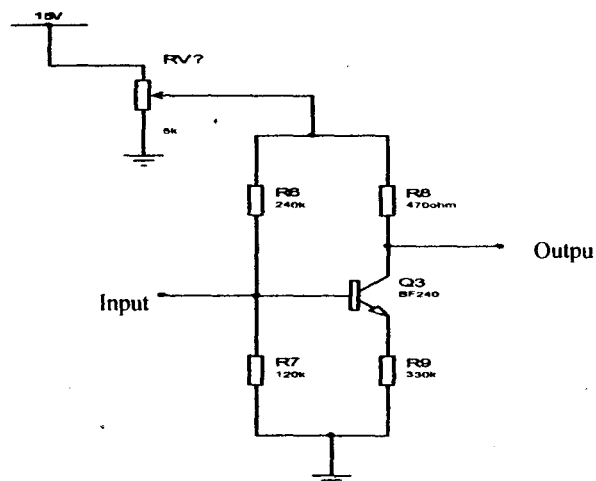 15V
RV?
5k
R6
240k
R8
470ohm
Outpu
Q3
BF240
Input
R7
120k
R9
330k